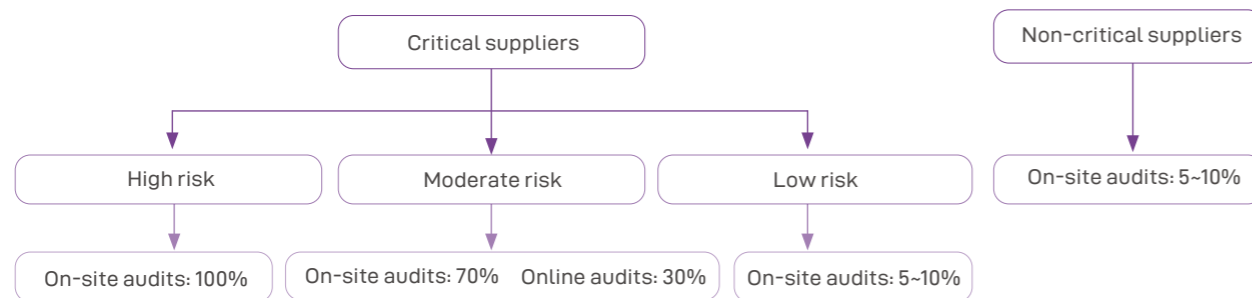 Critical suppliers
Non-critical suppliers
High risk
Moderate risk
Low risk
On-site audits: 5~10%
On-site audits: 100%
On-site audits: 70% Online audits: 30%
On-site audits: 5~10%